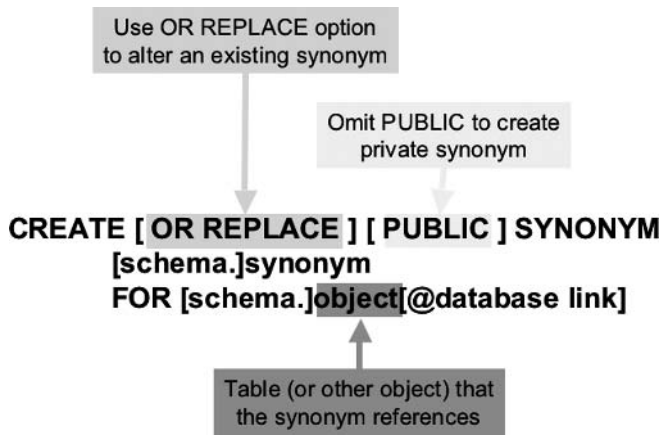 Use OR REPLACE option
to alter an existing synonym
Omit PUBLIC to create
private synonym
CREATE [ OR REPLACE ] [ PUBLIC ] SYNONYM
[schema.]synonym
FOR [schema.]object[@database link]
Table (or other object) that
the synonym references